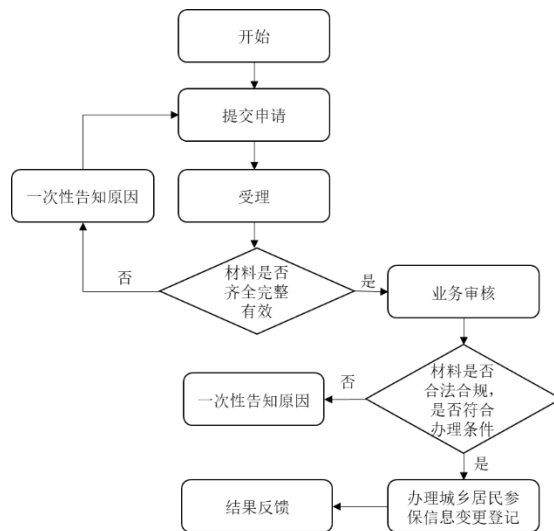 开始
提交申请
一次性告知原因
受理
否
材料是否
齐全完整
有效
是
业务审核
一次性告知原因
否
材料是否
合法合规，
是否符合
办理条件
是
结果反馈
办理城乡居民参
保信息变更登记